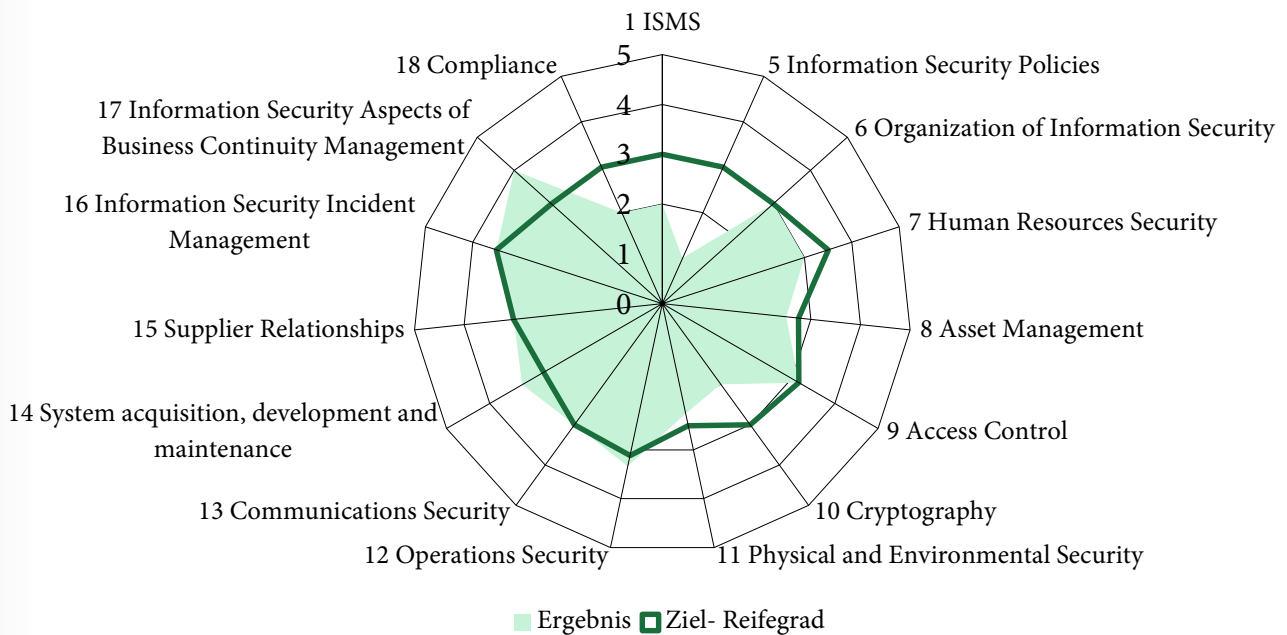 1 ISMS
5 Information Security Policies
6 Organization of Information Security
7 Human Resources Security
8 Asset Management
9 Access Control
10 Cryptography
11 Physical and Environmental Security
12 Operations Security
13 Communications Security
14 System acquisition, development and
maintenance
15 Supplier Relationships
16 Information Security Incident
Management
17 Information Security Aspects of
Business Continuity Management
18 Compliance
5
4
3
2
1
0
Ergebnis
Ziel- Reifegrad